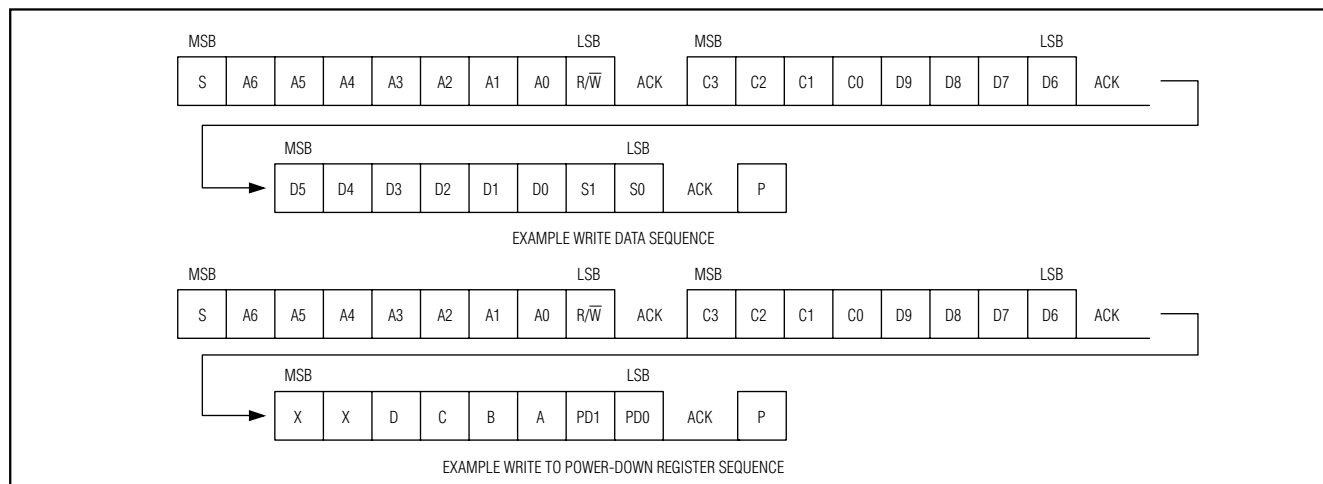 MSB LSB MSB LSB
S A6 A5 A4 A3 A2 A1 A0 R/W̅ ACK C3 C2 C1 C0 D9 D8 D7 D6 ACK
MSB LSB
D5 D4 D3 D2 D1 D0 S1 S0 ACK P
EXAMPLE WRITE DATA SEQUENCE
MSB LSB MSB LSB
S A6 A5 A4 A3 A2 A1 A0 R/W̅ ACK C3 C2 C1 C0 D9 D8 D7 D6 ACK
MSB LSB
X X D C B A PD1 PD0 ACK P
EXAMPLE WRITE TO POWER-DOWN REGISTER SEQUENCE